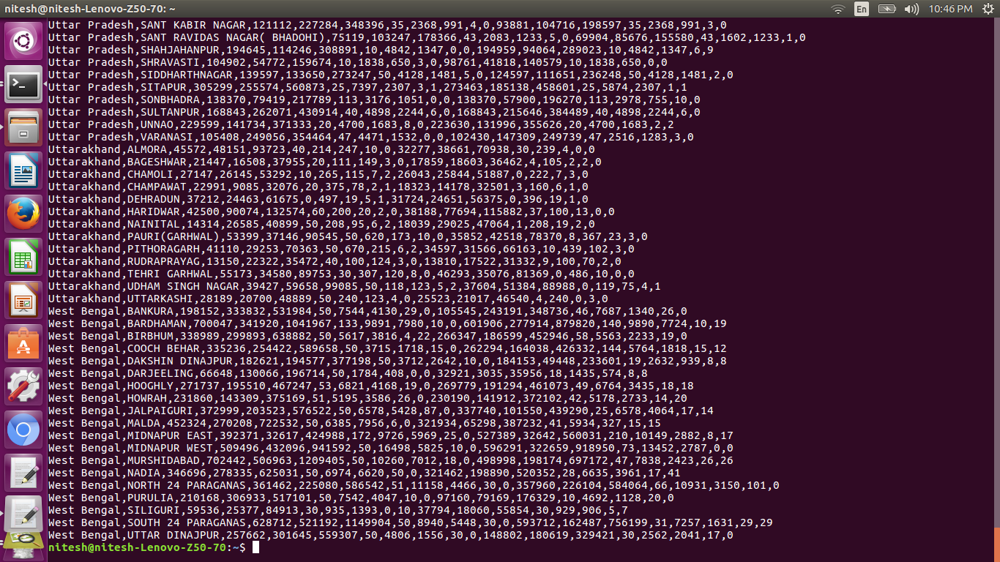 nitesh@nitesh-Lenovo-Z50-70: ~
En
10:46 PM
Uttar Pradesh,SANT KABIR NAGAR,121112,227284,348396,35,2368,991,4,0,93881,104716,198597,35,2368,991,3,0
Uttar Pradesh,SANT RAVIDAS NAGAR( BHADOHI),75119,103247,178366,43,2083,1233,5,0,69904,85676,155580,43,1602,1233,1,0
Uttar Pradesh,SHAHJAHANPUR,194645,114246,308891,10,4842,1347,0,0,194959,94064,289023,10,4842,1347,6,9
Uttar Pradesh,SHRAVASTI,104902,54772,159674,10,1838,650,3,0,98761,41818,140579,10,1838,650,0,0
Uttar Pradesh,SIDDHARTHNAGAR,139597,133650,273247,50,4128,1481,5,0,124597,111651,236248,50,4128,1481,2,0
Uttar Pradesh,SITAPUR,305299,255574,560873,25,7397,2307,3,1,273463,185138,458601,25,5874,2307,1,1
Uttar Pradesh,SONBHADRA,138370,79419,217789,113,3176,1051,0,0,138370,57900,196270,113,2978,755,10,0
Uttar Pradesh,SULTANPUR,168843,262071,430914,40,4898,2244,6,0,168843,215646,384489,40,4898,2244,6,0
Uttar Pradesh,UNNAO,229599,141734,371333,20,4700,1683,8,0,223630,131996,355626,20,4700,1683,2,2
Uttar Pradesh,VARANASI,105408,249056,354464,47,4471,1532,0,0,102430,147309,249739,47,2516,1283,3,0
Uttarakhand,ALMORA,45572,48151,93723,40,214,247,10,0,32277,38661,70938,30,239,4,0,0
Uttarakhand,BAGESHWAR,21447,16508,37955,20,111,149,3,0,17859,18603,36462,4,105,2,2,0
Uttarakhand,CHAMOLI,27147,26145,53292,10,265,115,7,2,26043,25844,51887,0,222,7,3,0
Uttarakhand,CHAMPAWAT,22991,9085,32076,20,375,78,2,1,18323,14178,32501,3,160,6,1,0
Uttarakhand,DEHRADUN,37212,24463,61675,0,497,19,5,1,31724,24651,56375,0,396,19,1,0
Uttarakhand,HARIDWAR,42500,90074,132574,60,200,20,2,0,38188,77694,115882,37,100,13,0,0
Uttarakhand,NAINITAL,14314,26585,40899,50,208,95,6,2,18039,29025,47064,1,208,19,2,0
Uttarakhand,PAURI(GARHWAL),53399,37146,90545,50,620,173,10,0,35852,42518,78370,8,367,23,3,0
Uttarakhand,PITHORAGARH,41110,29253,70363,50,670,215,6,2,34597,31566,66163,10,439,102,3,0
Uttarakhand,RUDRAPRAYAG,13150,22322,35472,40,100,124,3,0,13810,17522,31332,9,100,70,2,0
Uttarakhand,TEHRI GARHWAL,55173,34580,89753,30,307,120,8,0,46293,35076,81369,0,486,10,0,0
Uttarakhand,UDHAM SINGH NAGAR,39427,59658,99085,50,118,123,5,2,37604,51384,88988,0,119,75,4,1
Uttarakhand,UTTARKASHI,28189,20700,48889,50,240,123,4,0,25523,21017,46540,4,240,0,3,0
West Bengal,BANKURA,198152,333832,531984,50,7544,4130,29,0,105545,243191,348736,46,7687,1340,26,0
West Bengal,BARDHAMAN,700047,341920,1041967,133,9891,7980,10,0,601906,277914,879820,140,9890,7724,10,19
West Bengal,BIRBHUM,338989,299893,638882,50,5617,3816,4,22,266347,186599,452946,58,5563,2233,19,0
West Bengal,COOCH BEHAR,335236,254422,589658,50,3715,1718,15,0,262294,164038,426332,144,5764,1818,15,12
West Bengal,DAKSHIN DINAJPUR,182621,194577,377198,50,3712,2642,10,0,184153,49448,233601,19,2632,939,8,8
West Bengal,DARJEELING,66648,130066,196714,50,1784,408,0,0,32921,3035,35956,18,1435,574,8,8
West Bengal,HOOGHLY,271737,195510,467247,53,6821,4168,19,0,269779,191294,461073,49,6764,3435,18,18
West Bengal,HOWRAH,231860,143309,375169,51,5195,3586,26,0,230190,141912,372102,42,5178,2733,14,20
West Bengal,JALPAIGURI,372999,203523,576522,50,6578,5428,87,0,337740,101550,439290,25,6578,4064,17,14
West Bengal,MALDA,452324,270208,722532,50,6385,7956,6,0,321934,65298,387232,41,5934,327,15,15
West Bengal,MIDNAPUR EAST,392371,32617,424988,172,9726,5969,25,0,527389,32642,560031,210,10149,2882,8,17
West Bengal,MIDNAPUR WEST,509496,432096,941592,50,16498,5825,10,0,596291,322659,918950,73,13452,2787,0,0
West Bengal,MURSHIDABAD,702442,506963,1209405,50,10260,7012,18,0,498998,198174,697172,47,7838,2423,26,26
West Bengal,NADIA,346696,278335,625031,50,6974,6620,50,0,321462,198890,520352,28,6635,3961,17,41
West Bengal,NORTH 24 PARAGANAS,361462,225080,586542,51,11158,4466,30,0,357960,226104,584064,66,10931,3150,101,0
West Bengal,PURULIA,210168,306933,517101,50,7542,4047,10,0,97160,79169,176329,10,4692,1128,20,0
West Bengal,SILIGURI,59536,25377,84913,30,935,1393,0,10,37794,18060,55854,30,929,906,5,7
West Bengal,SOUTH 24 PARAGANAS,628712,521192,1149904,50,8940,5448,30,0,593712,162487,756199,31,7257,1631,29,29
West Bengal,UTTAR DINAJPUR,257662,301645,559307,50,4806,1556,30,0,148802,180619,329421,30,2562,2041,17,0
nitesh@nitesh-Lenovo-Z50-70:~$